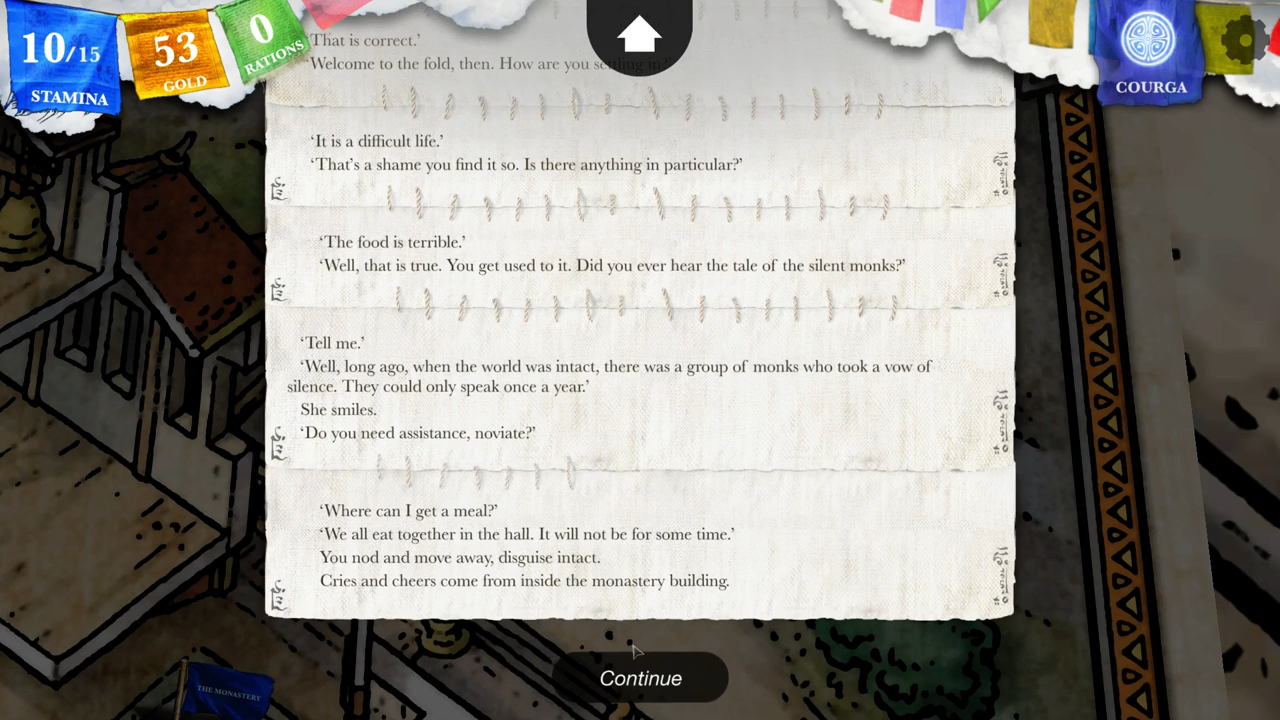 10/15
STAMINA
53
GOLD
0
RATIONS
COURGA
'That is correct.'
'Welcome to the fold, then. How are you settling in?'
'It is a difficult life.'
'That's a shame you find it so. Is there anything in particular?'
'The food is terrible.'
'Well, that is true. You get used to it. Did you ever hear the tale of the silent monks?'
'Tell me.'
'Well, long ago, when the world was intact, there was a group of monks who took a vow of
silence. They could only speak once a year.'
She smiles.
'Do you need assistance, noviate?'
'Where can I get a meal?'
'We all eat together in the hall. It will not be for some time.'
You nod and move away, disguise intact.
Cries and cheers come from inside the monastery building.
Continue
THE MONASTERY